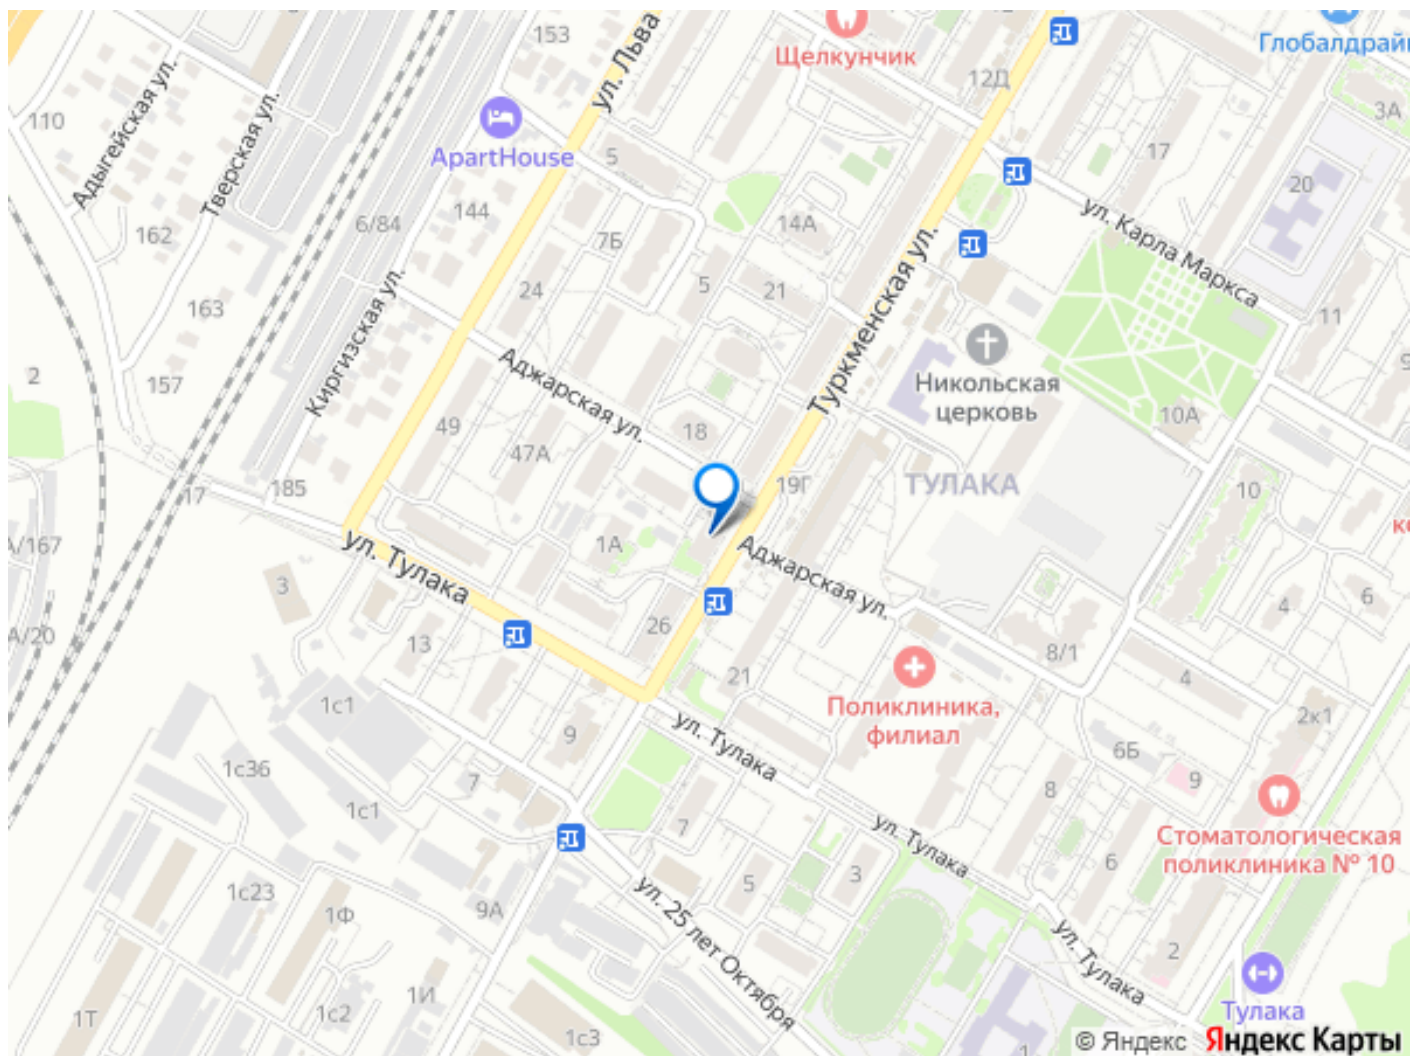 153
ул. Льва
Щелкунчик
12Д
Глобалдрай
3А
110
Адыгейская ул.
Тверская ул.
ApartHouse
5
17
20
144
6/84
162
7Б
14А
ул. Карла Маркса
Туркменская ул.
163
24
5
21
11
Киргизская ул.
2
157
Аджарская ул.
Никольская
церковь
9
10А
49
18
47А
ТУЛАКА
19Г
10
17
185
А/167
ул. Тулака
1А
Аджарская ул.
3
4
6
А/20
13
26
8/1
21
4
Поликлиника,
филиал
1с1
2к1
9
ул. Тулака
6Б
9
1с36
7
8
1с1
7
ул. Тулака
Стоматологическая
поликлиника № 10
6
1с23
5
3
9А
1Ф
ул. 25 лет Октября
ул. Тулака
2
1И
Тулака
1Т
1с2
1с3
1
© Яндекс Яндекс Карты